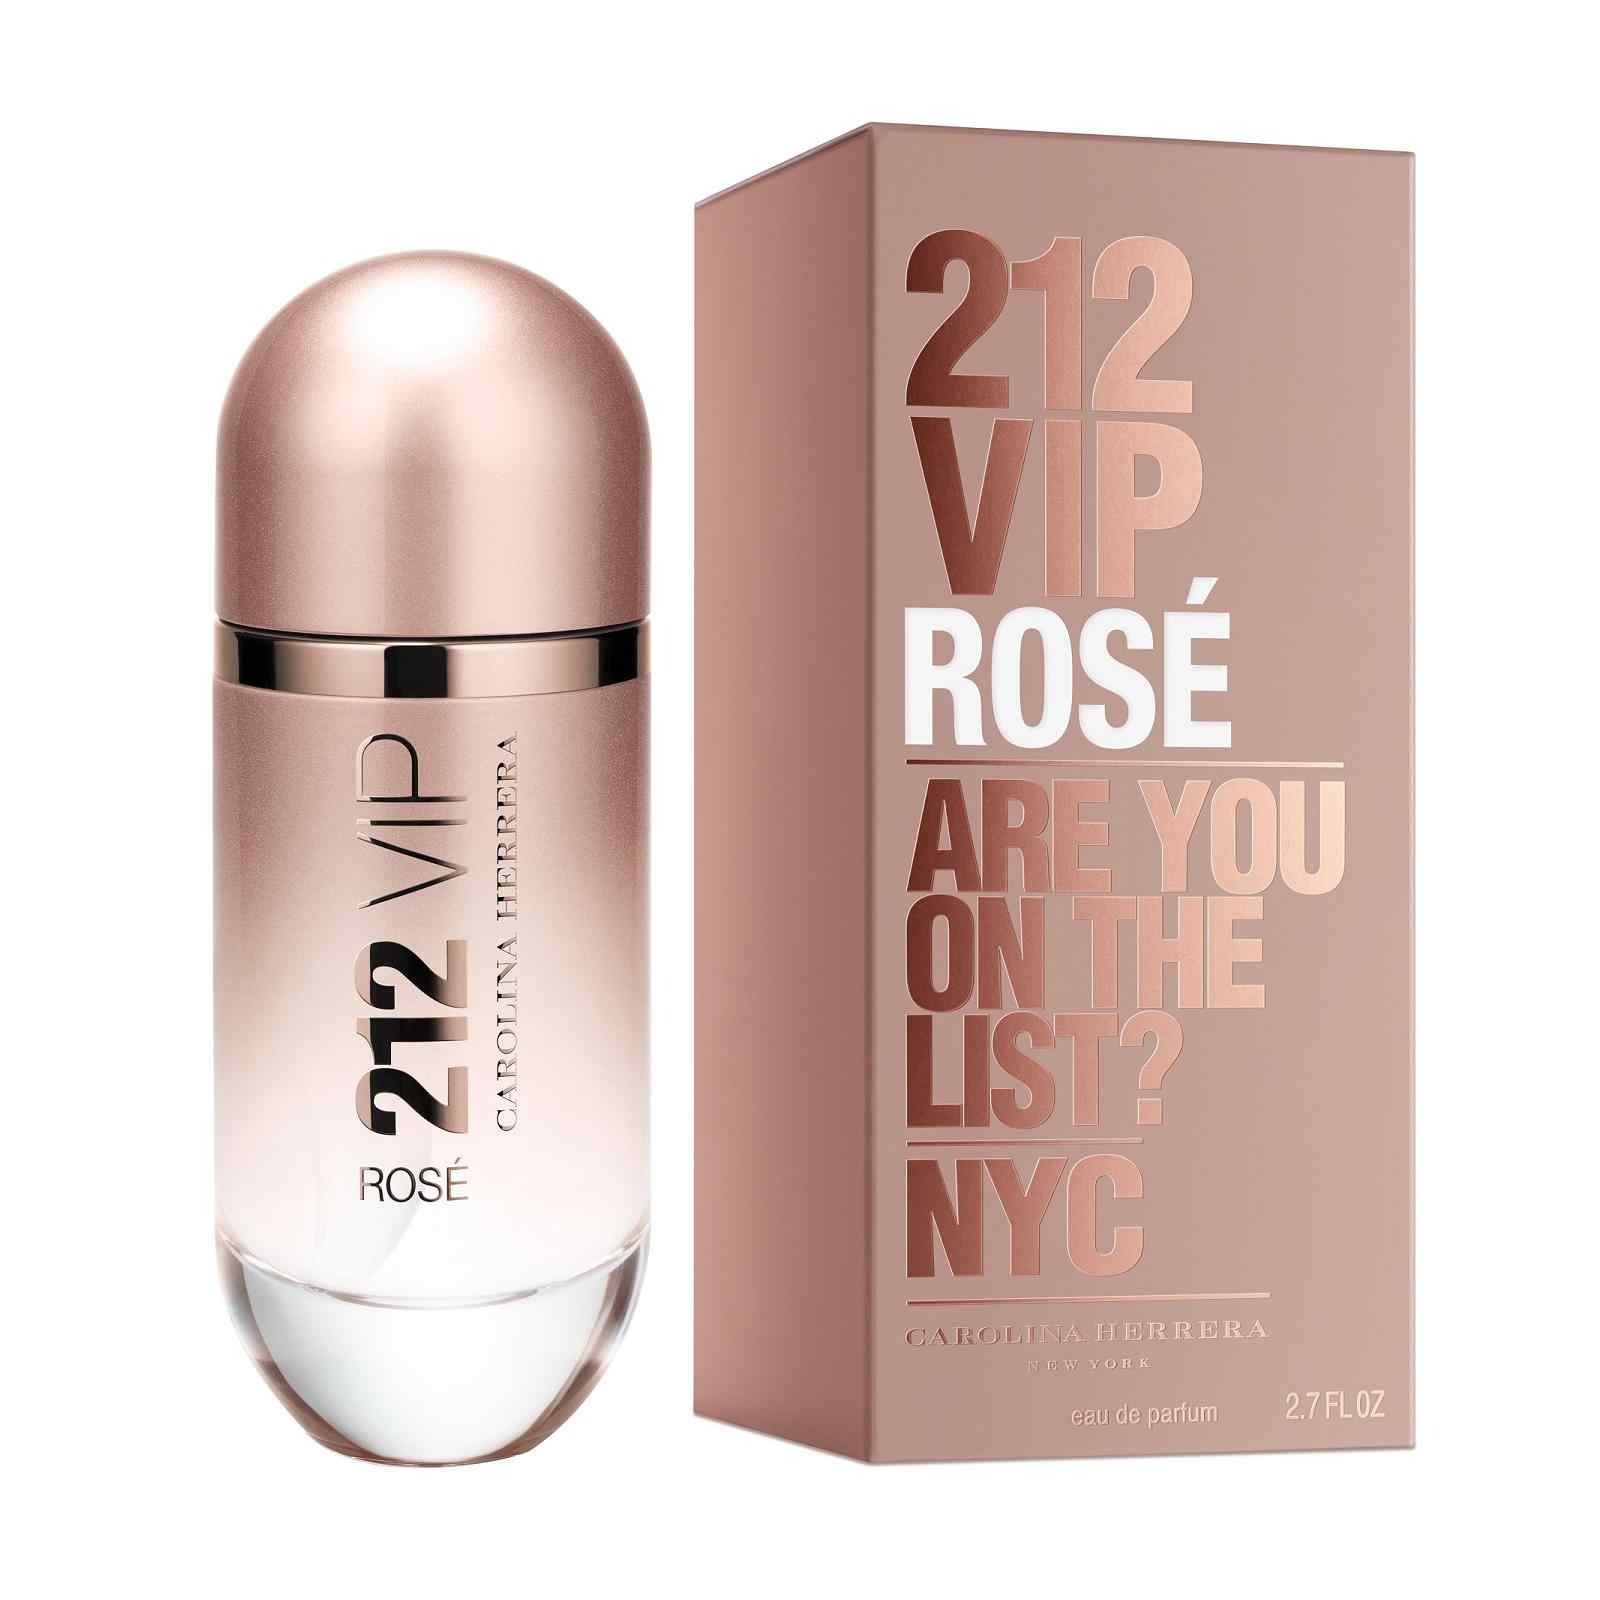 212 VIP
CAROLINA HERRERA
ROSÉ
212
VIP
ROSÉ
ARE YOU
ON THE
LIST?
NYC
CAROLINA HERRERA
NEW YORK
eau de parfum
2.7 FL OZ